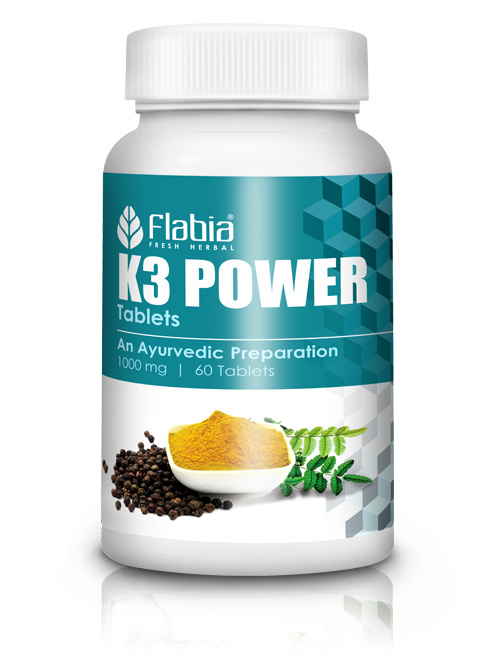 Flabia®
FRESH HERBAL
K3 POWER
Tablets
An Ayurvedic Preparation
1000 mg | 60 Tablets